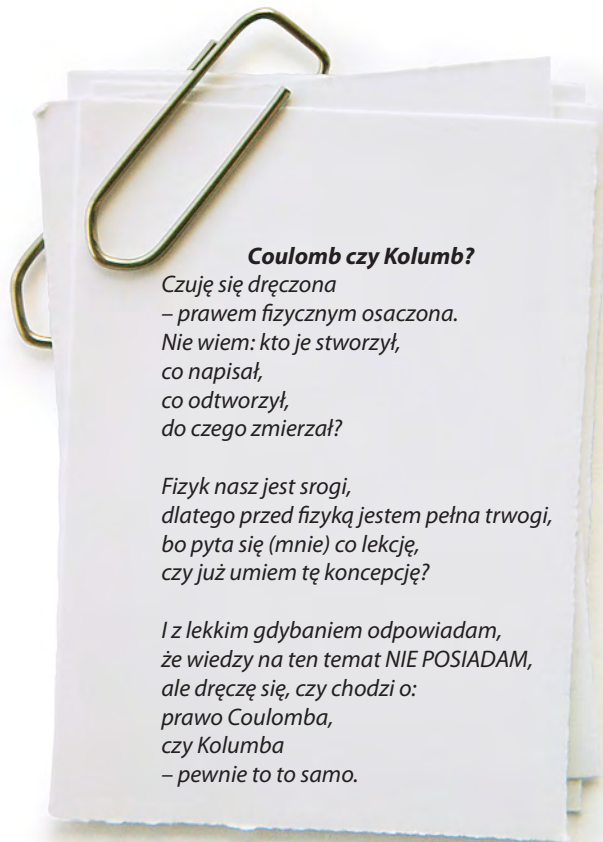 Coulomb czy Kolumb?
Czuję się dręczona
– prawem fizycznym osaczona.
Nie wiem: kto je stworzył,
co napisał,
co odtworzył,
do czego zmierzał?
Fizyk nasz jest srogi,
dlatego przed fizyką jestem pełna trwogi,
bo pyta się (mnie) co lekcję,
czy już umiem tę koncepcję?
I z lekkim gdybaniem odpowiadam,
że wiedzy na ten temat NIE POSIADAM,
ale dręczę się, czy chodzi o:
prawo Coulomba,
czy Kolumba
– pewnie to to samo.